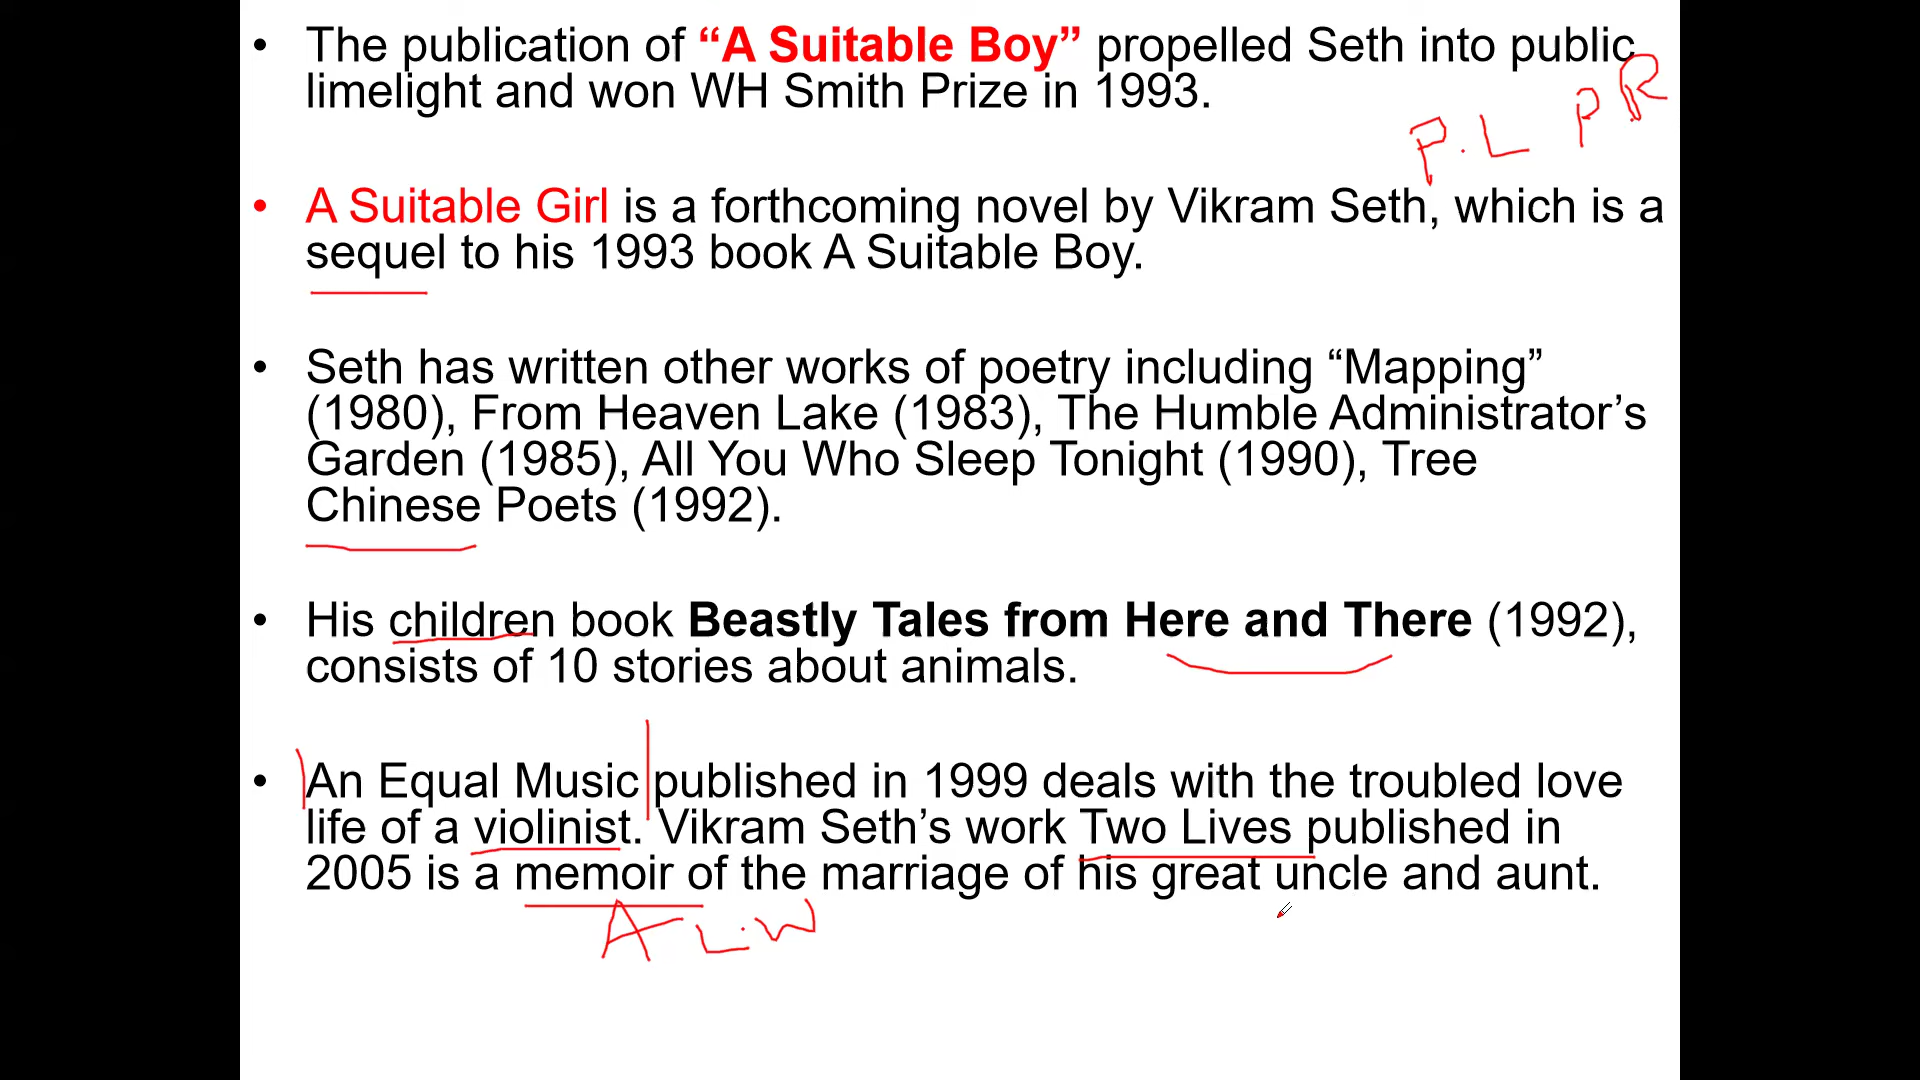 • The publication of “A Suitable Boy” propelled Seth into public
limelight and won WH Smith Prize in 1993.
P.L PR
• A Suitable Girl is a forthcoming novel by Vikram Seth, which is a
sequel to his 1993 book A Suitable Boy.
• Seth has written other works of poetry including “Mapping”
(1980), From Heaven Lake (1983), The Humble Administrator’s
Garden (1985), All You Who Sleep Tonight (1990), Tree
Chinese Poets (1992).
• His children book Beastly Tales from Here and There (1992),
consists of 10 stories about animals.
• An Equal Music published in 1999 deals with the troubled love
life of a violinist. Vikram Seth’s work Two Lives published in
2005 is a memoir of the marriage of his great uncle and aunt.
A L.W